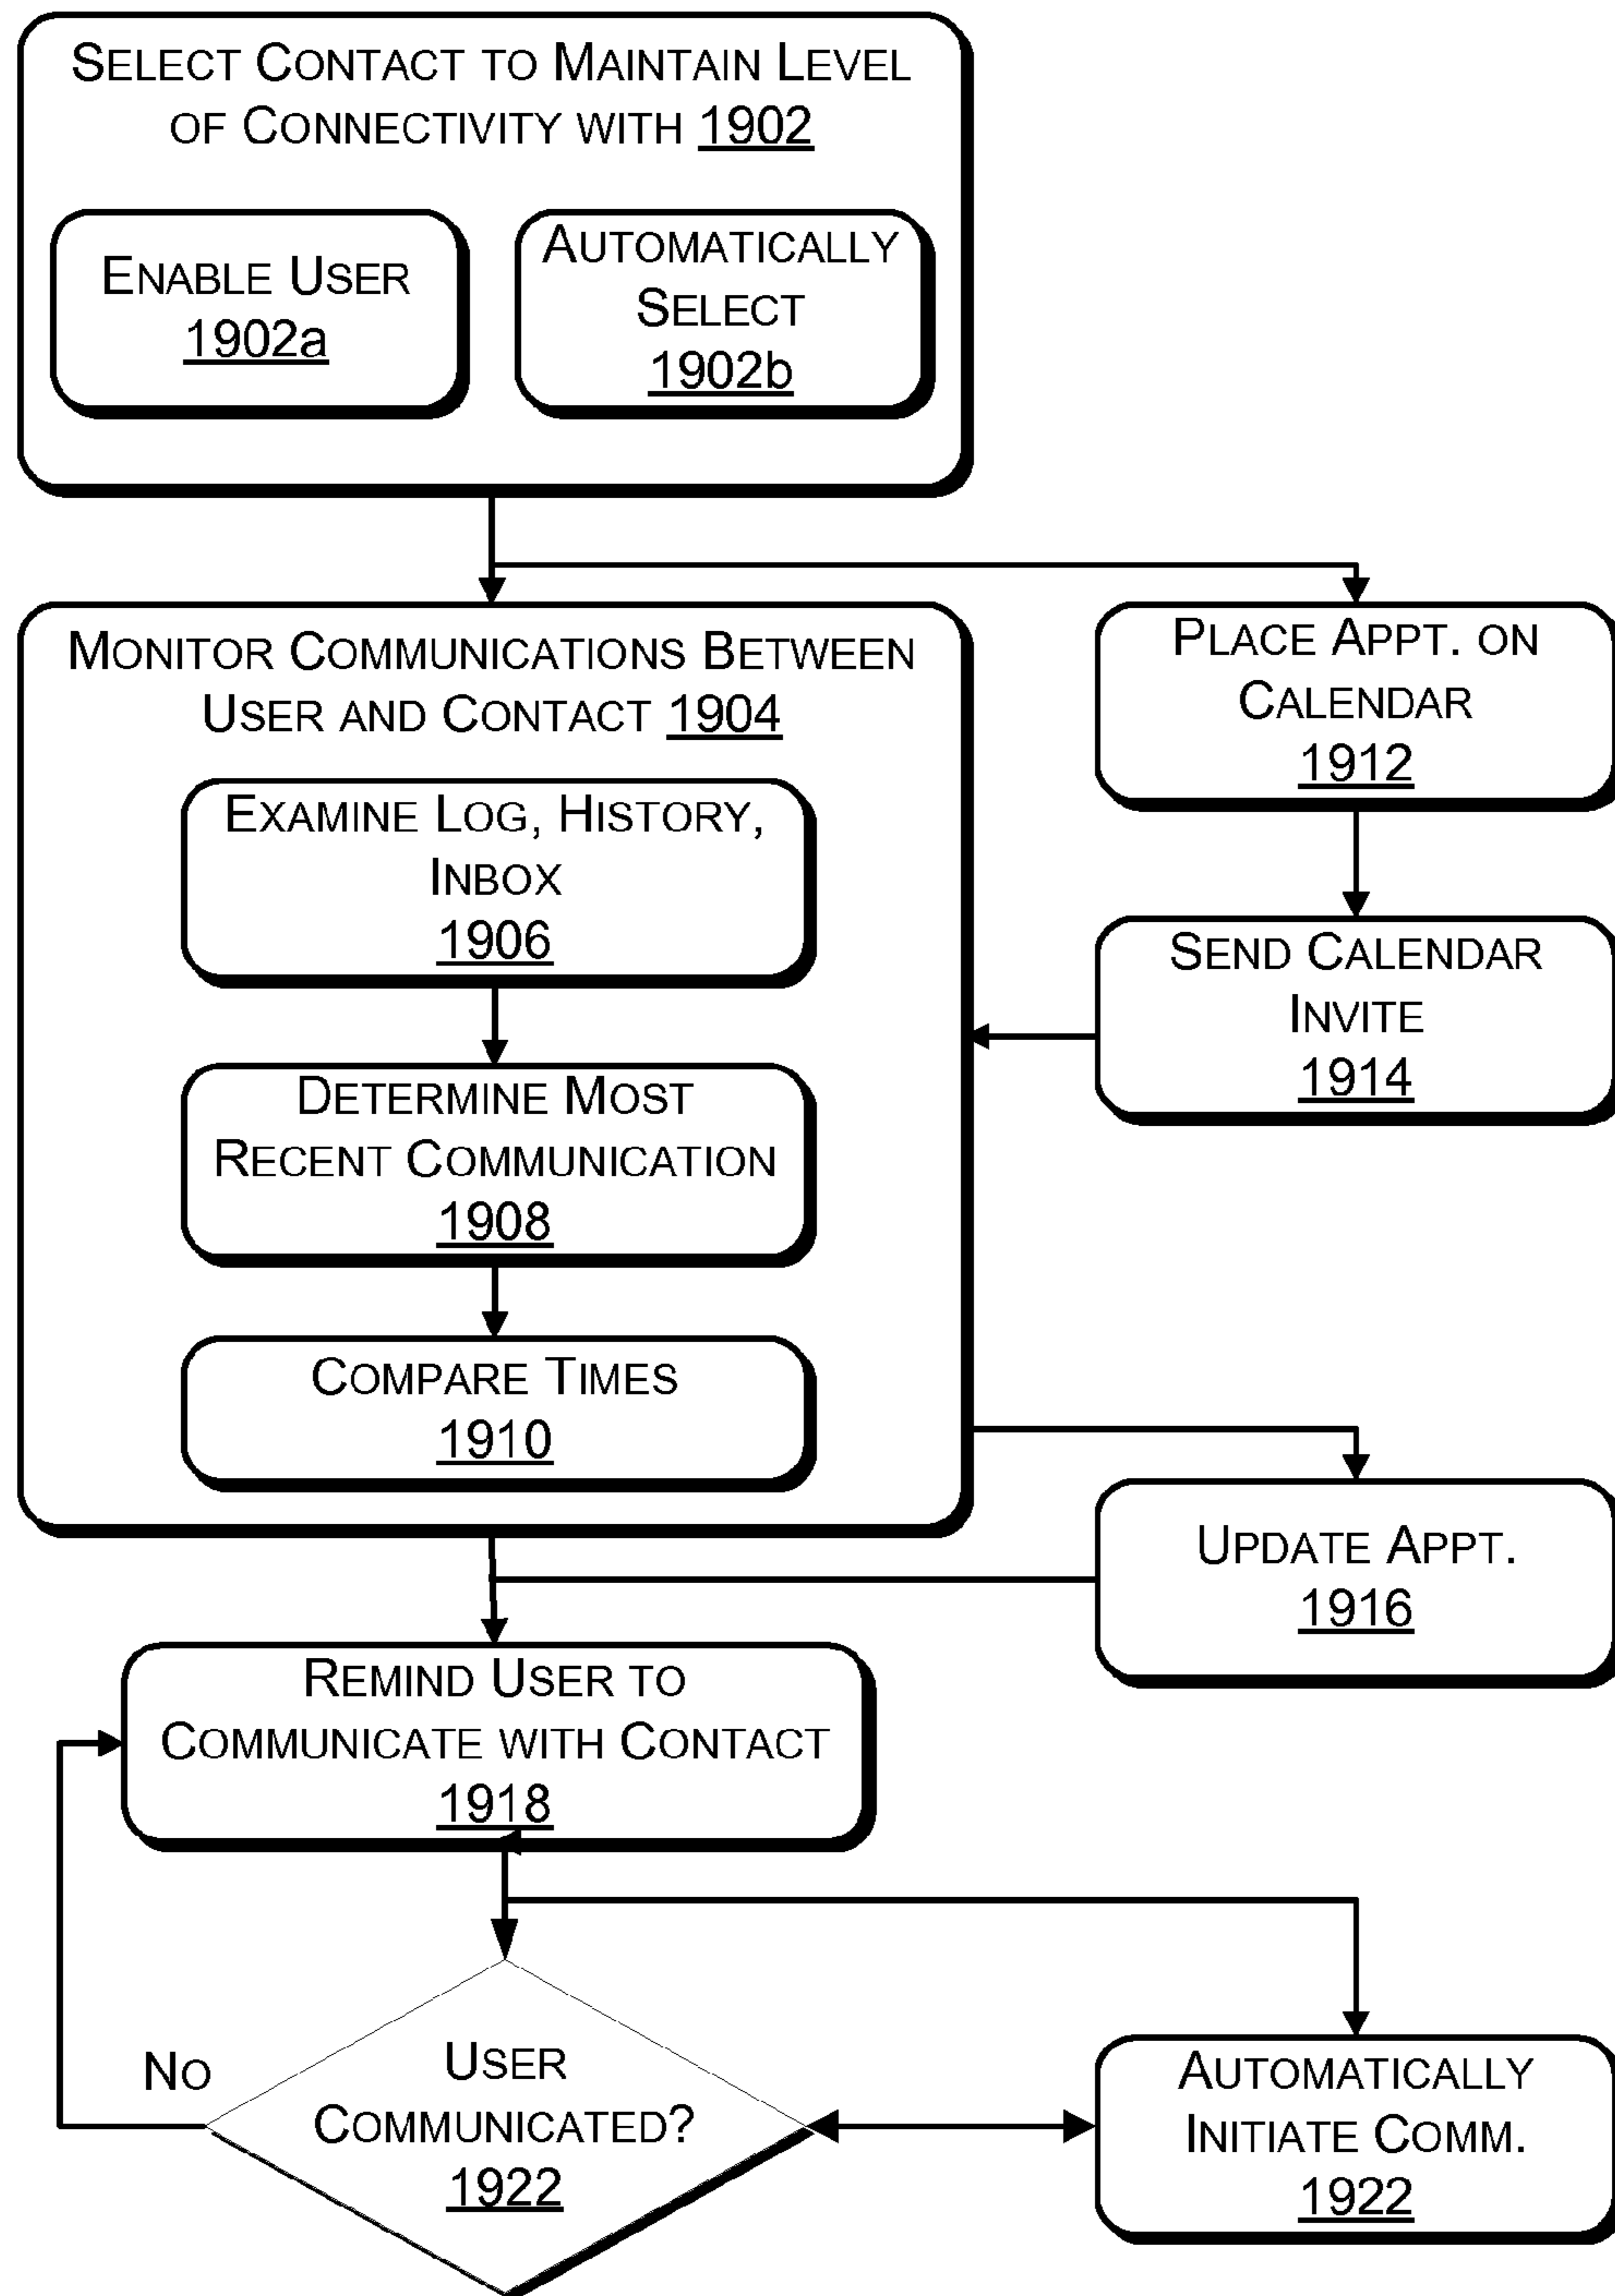 SELECT CONTACT TO MAINTAIN LEVEL
OF CONNECTIVITY WITH 1902
ENABLE USER
1902a
AUTOMATICALLY
SELECT
1902b
MONITOR COMMUNICATIONS BETWEEN
USER AND CONTACT 1904
EXAMINE LOG, HISTORY,
INBOX
1906
DETERMINE MOST
RECENT COMMUNICATION
1908
COMPARE TIMES
1910
PLACE APPT. ON
CALENDAR
1912
SEND CALENDAR
INVITE
1914
UPDATE APPT.
1916
REMIND USER TO
COMMUNICATE WITH CONTACT
1918
NO
USER
COMMUNICATED?
1922
AUTOMATICALLY
INITIATE COMM.
1922